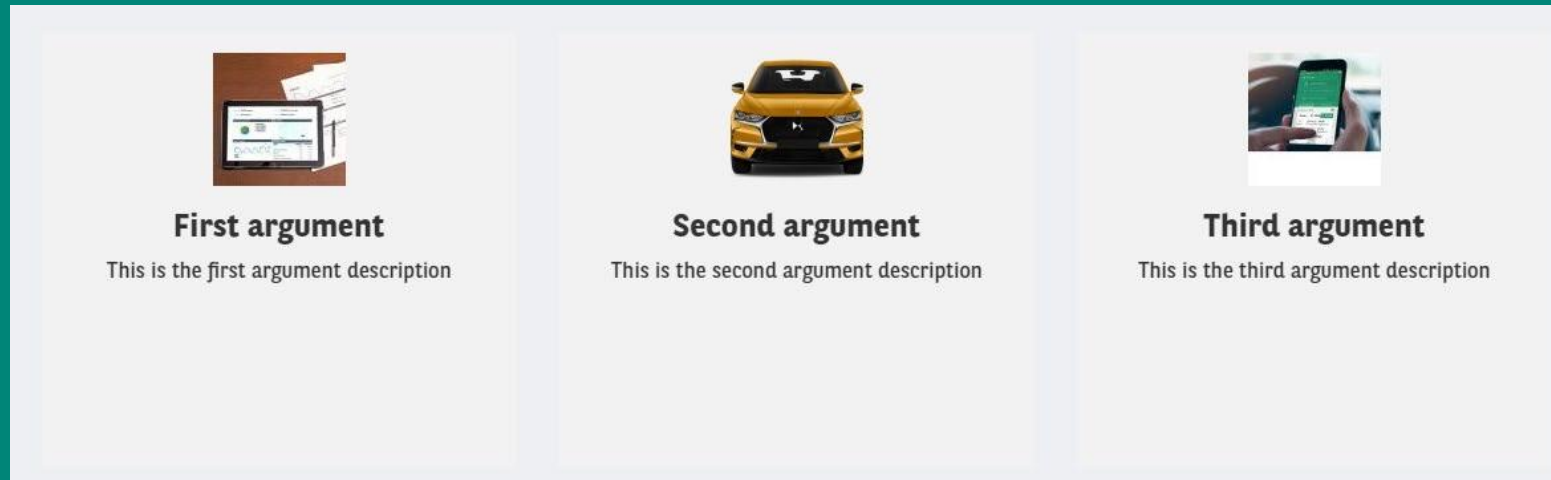 First argument
This is the first argument description
Second argument
This is the second argument description
Third argument
This is the third argument description